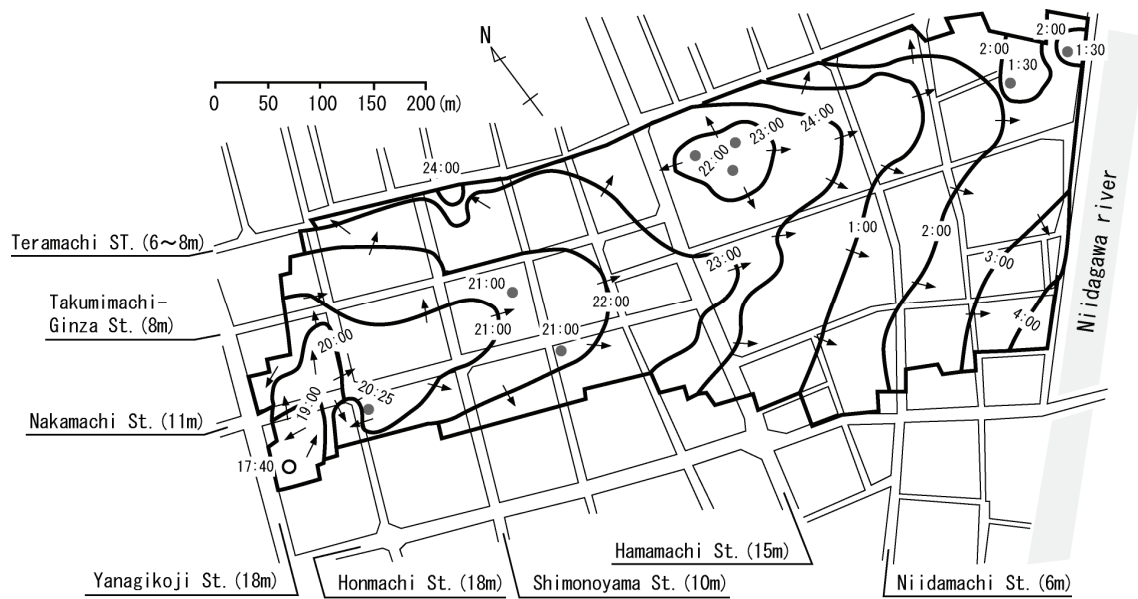 N
0 50 100 150 200 (m)
2:00
1:30
2:00
1:30
23:00
24:00
22:00
24:00
Teramachi ST. (6～8m)
1:00
2:00
23:00
3:00
4:00
Niidagawa river
Takumimachi-
Ginza St. (8m)
21:00
22:00
21:00
21:00
20:00
20:25
19:00
Nakamachi St. (11m)
17:40
Hamamachi St. (15m)
Yanagikoji St. (18m)
Honmachi St. (18m)
Shimonoyama St. (10m)
Niidamachi St. (6m)